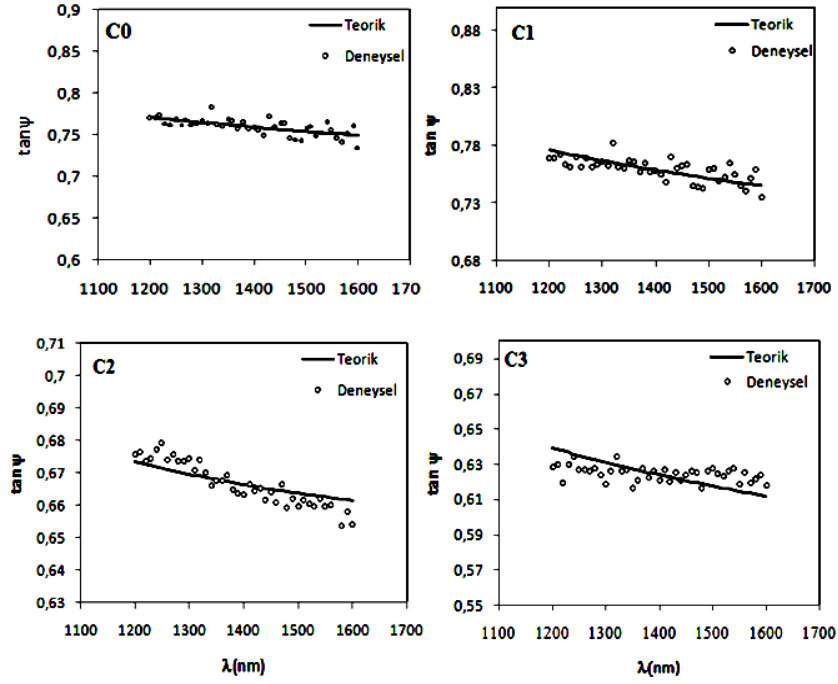 C0
Teorik
Deneysel
tanψ
0,9
0,85
0,8
0,75
0,7
0,65
0,6
1100 1200 1300 1400 1500 1600 170
C1
Teorik
Deneysel
tan ψ
0,88
0,83
0,78
0,73
0,68
1100 1200 1300 1400 1500 1600 1700
C2
Teorik
Deneysel
tan ψ
0,71
0,7
0,69
0,68
0,67
0,66
0,65
0,64
0,63
1100 1200 1300 1400 1500 1600 1700
λ(nm)
C3
Teorik
Deneysel
tan ψ
0,69
0,67
0,65
0,63
0,61
0,59
0,57
0,55
1100 1200 1300 1400 1500 1600 1700
λ(nm)